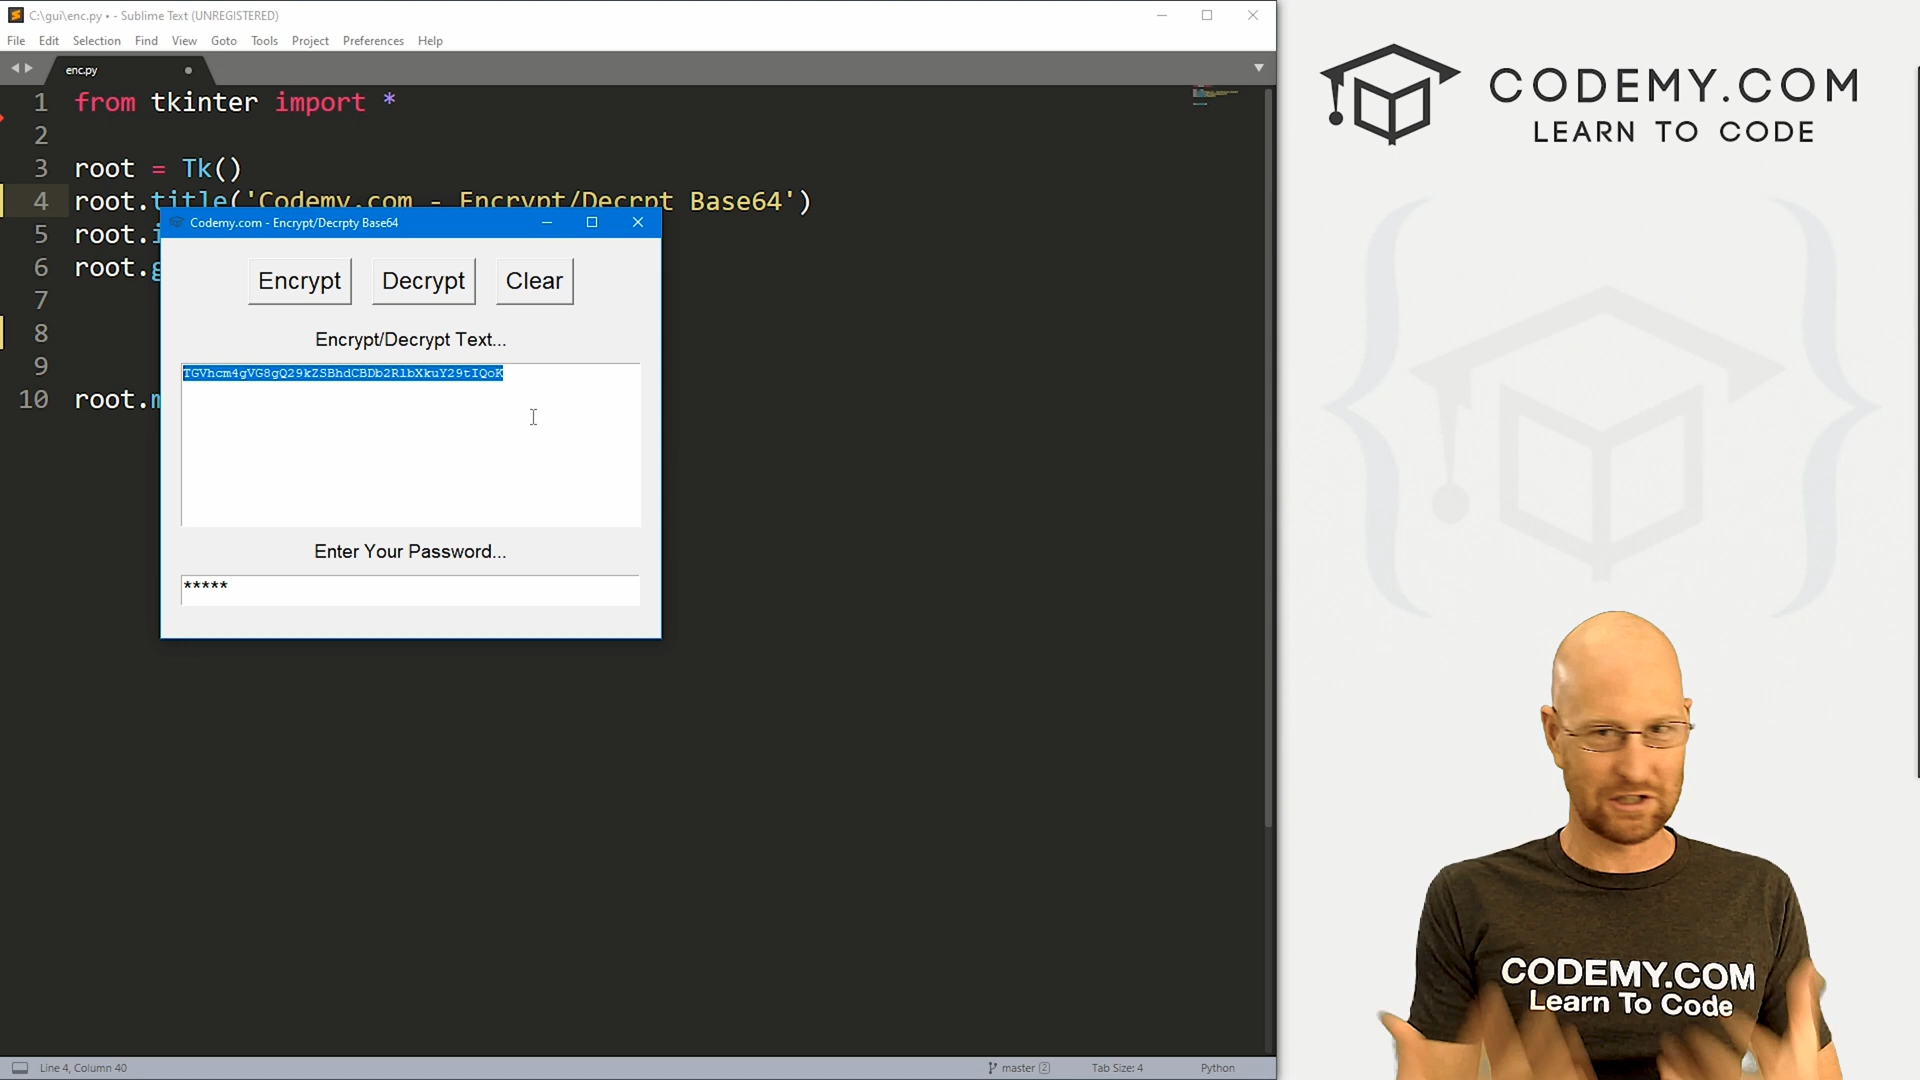 C:\gui\enc.py • - Sublime Text (UNREGISTERED)
File Edit Selection Find View Goto Tools Project Preferences Help
enc.py
1 from tkinter import *
2
3 root = Tk()
4 root.title('Codemy.com - Encrypt/Decrpt Base64')
5 root.i
6 root.g
7
8
9
10 root.m
Codemy.com - Encrypt/Decrpty Base64
Encrypt Decrypt Clear
Encrypt/Decrypt Text...
TGVhcm4gVG8gQ29kZSBhdCBDb2RlbXkuY29tIQoK
Enter Your Password...
*****
Line 4, Column 40
master 2
Tab Size: 4
Python
CODEMY.COM
LEARN TO CODE
CODEMY.COM
Learn To Code